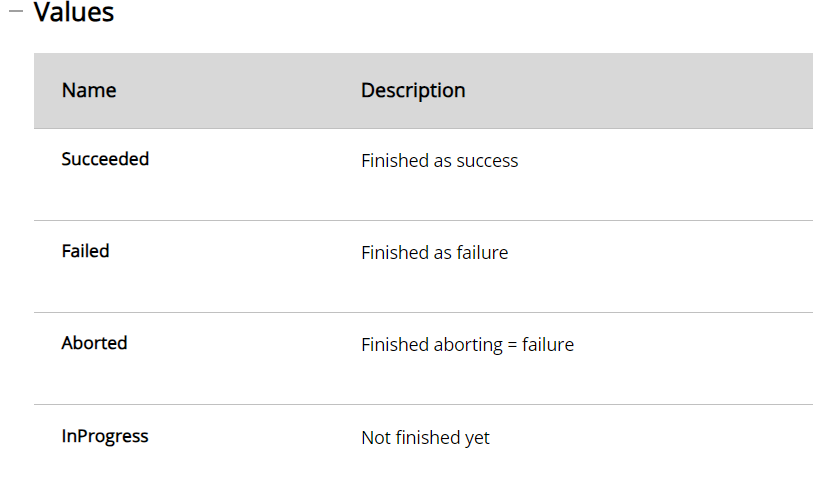 Values
Name Description
Succeeded Finished as success
Failed Finished as failure
Aborted Finished aborting = failure
InProgress Not finished yet